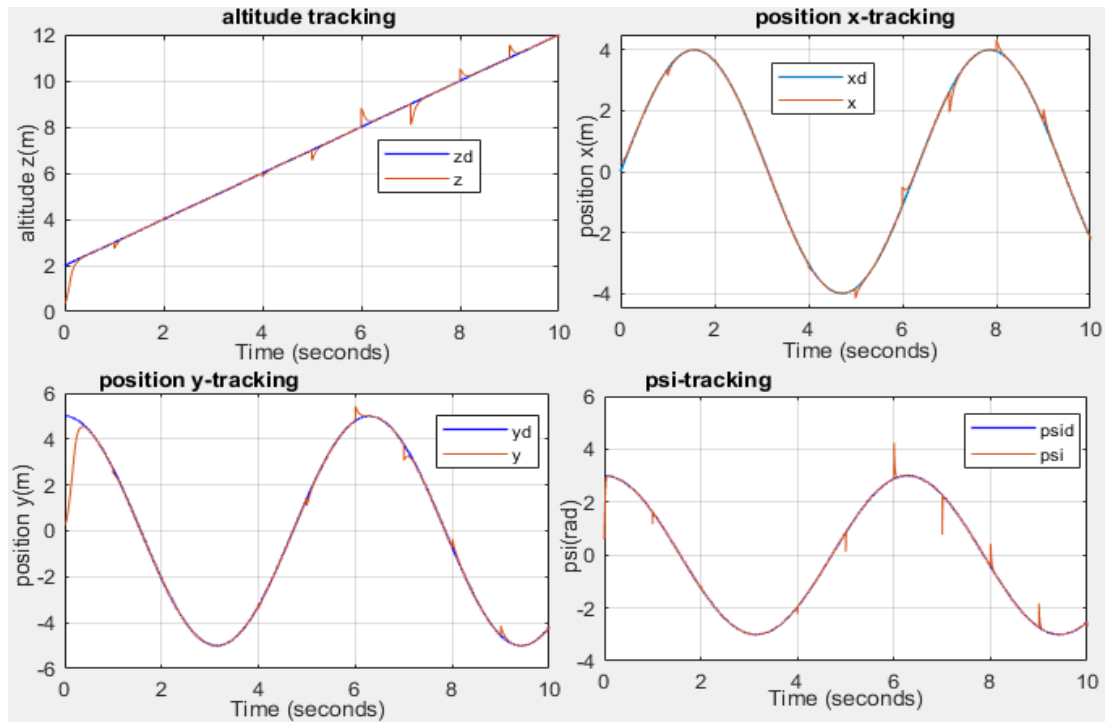 altitude tracking
12
10
8
6
4
2
0
altitude z(m)
zd
z
0 2 4 6 8 10
Time (seconds)
position x-tracking
4
2
0
-2
-4
position x(m)
xd
x
0 2 4 6 8 10
Time (seconds)
position y-tracking
6
4
2
0
-2
-4
-6
position y(m)
yd
y
0 2 4 6 8 10
Time (seconds)
psi-tracking
6
4
2
0
-2
-4
psi(rad)
psid
psi
0 2 4 6 8 10
Time (seconds)